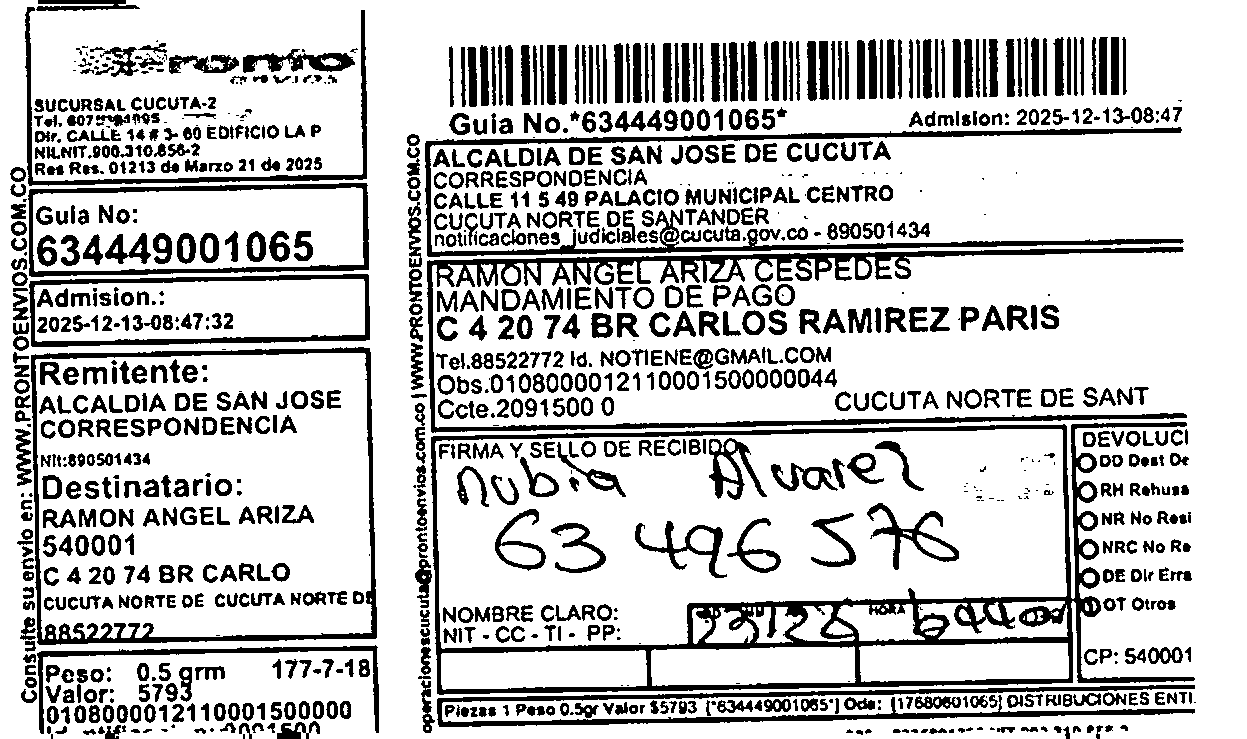 Pronto
SUCURSAL CUCUTA-2
Dir. CALLE 14 # 3- 60 EDIFICIO LA P
NILNIT.900.310.856-2
Res Res. 01213 de Marzo 21 de 2025
Guia No:
634449001065
Admision.:
2025-12-13-08:47:32
Remitente:
ALCALDIA DE SAN JOSE
CORRESPONDENCIA
Nit:890501434
Destinatario:
RAMON ANGEL ARIZA
540001
C 4 20 74 BR CARLO
CUCUTA NORTE DE CUCUTA NORTE DE
88522772
Peso: 0.5 grm 177-7-18
Valor: 5793
01080000121100015000000
Consulte su envio en: WWW.PRONTOENVIOS.COM.CO
Guia No.*634449001065*
Admision: 2025-12-13-08:47
ALCALDIA DE SAN JOSE DE CUCUTA
CORRESPONDENCIA
CALLE 11 5 49 PALACIO MUNICIPAL CENTRO
CUCUTA NORTE DE SANTANDER
notificaciones_judiciales@cucuta.gov.co - 890501434
RAMON ANGEL ARIZA CESPEDES
MANDAMIENTO DE PAGO
C 4 20 74 BR CARLOS RAMIREZ PARIS
Tel.88522772 Id. NOTIENE@GMAIL.COM
Obs.0108000012110001500000044
Ccte.2091500 0 CUCUTA NORTE DE SANT
operacionescucuta@prontoenvios.com.co | WWW.PRONTOENVIOS.COM.CO
FIRMA Y SELLO DE RECIBIDO
Nubia Alvarez
63 496 576
NOMBRE CLARO:
NIT - CC - TI - PP:
HORA
DEVOLUCI
DD Dest De
RH Rehusa
NR No Resi
NRC No Re
DE Dir Erra
OT Otros
CP: 540001
Piezas 1 Peso 0.5gr Valor $5793 [*634449001065*] Ods: [17680601065] DISTRIBUCIONES ENTI